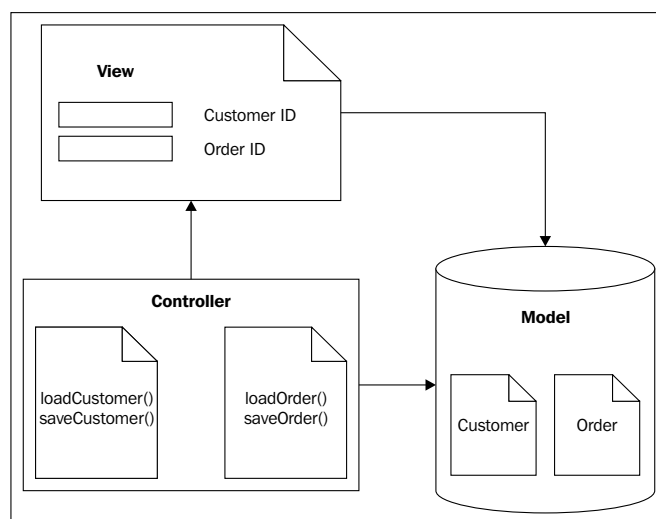 View
Customer ID
Order ID
Controller
loadCustomer()
saveCustomer()
loadOrder()
saveOrder()
Model
Customer
Order